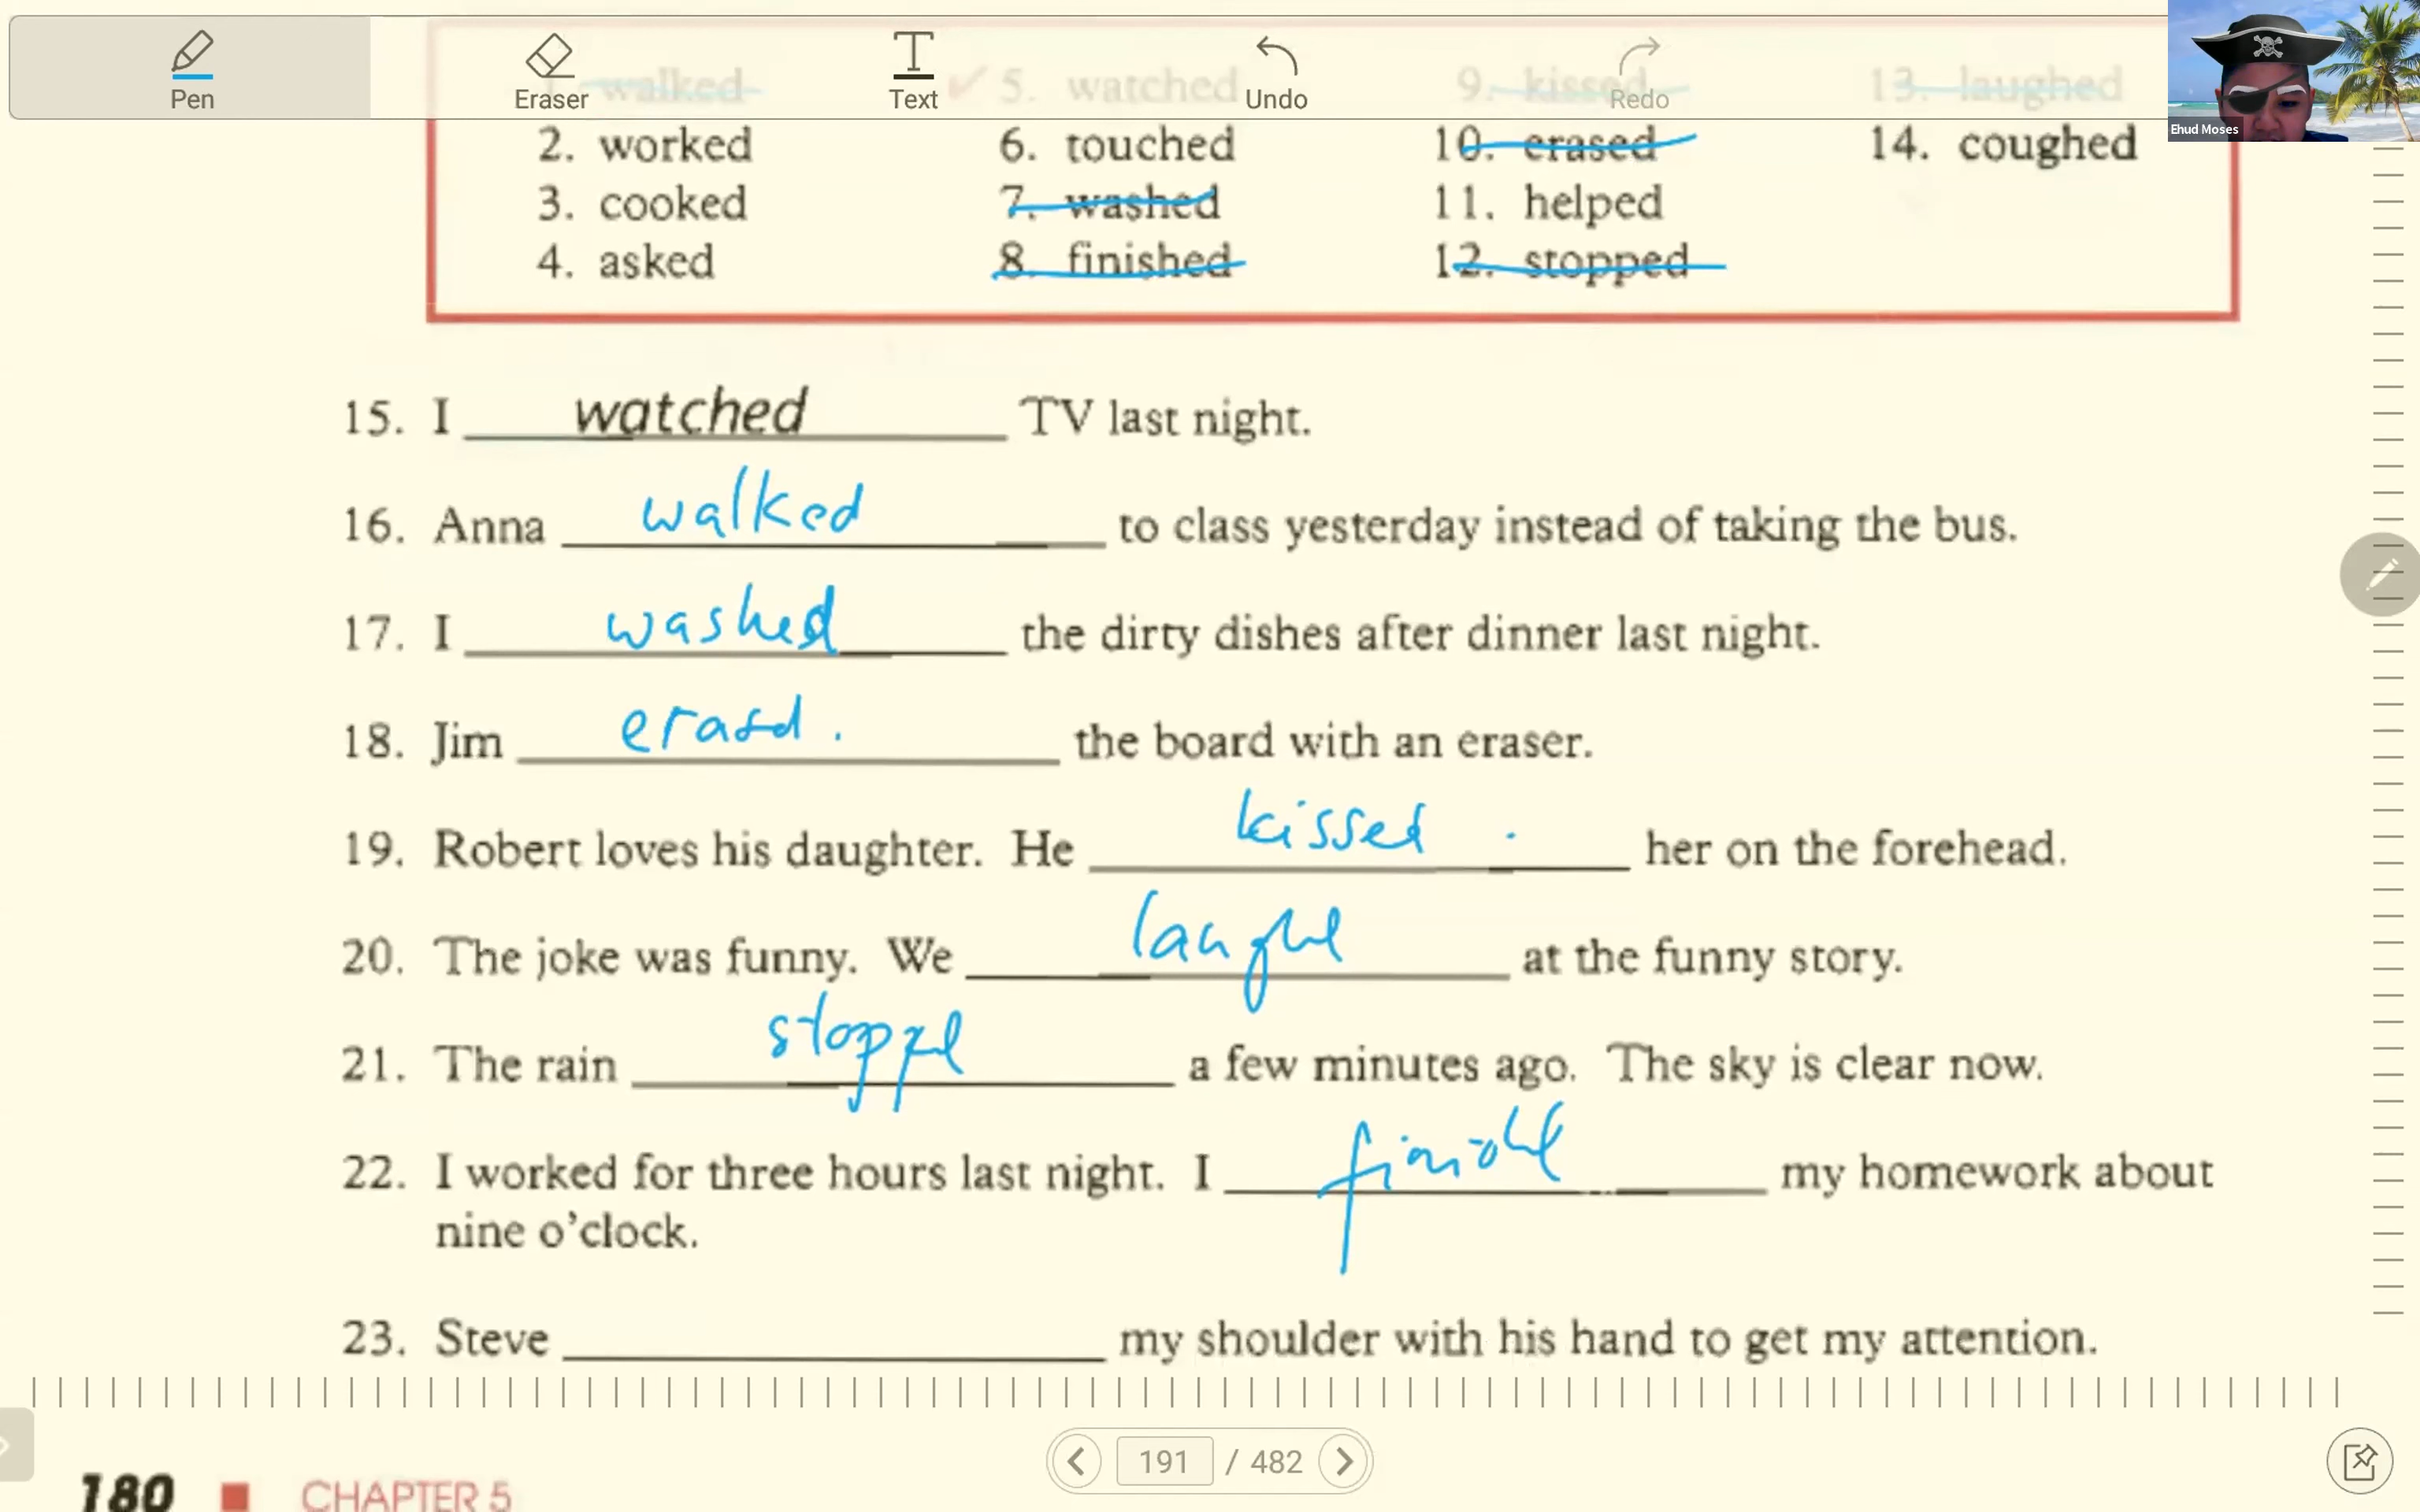 Pen Eraser Text Undo Redo
1. walked ✓ 5. watched 9. kissed 13. laughed
Ehud Moses
2. worked 6. touched 10. erased 14. coughed
3. cooked 7. washed 11. helped
4. asked 8. finished 12. stopped
15. I watched TV last night.
16. Anna walked to class yesterday instead of taking the bus.
17. I washed the dirty dishes after dinner last night.
18. Jim erased. the board with an eraser.
19. Robert loves his daughter. He kissed . her on the forehead.
20. The joke was funny. We laughed at the funny story.
21. The rain stopped a few minutes ago. The sky is clear now.
22. I worked for three hours last night. I finished my homework about
nine o’clock.
23. Steve my shoulder with his hand to get my attention.
191 / 482
180 ■ CHAPTER 5